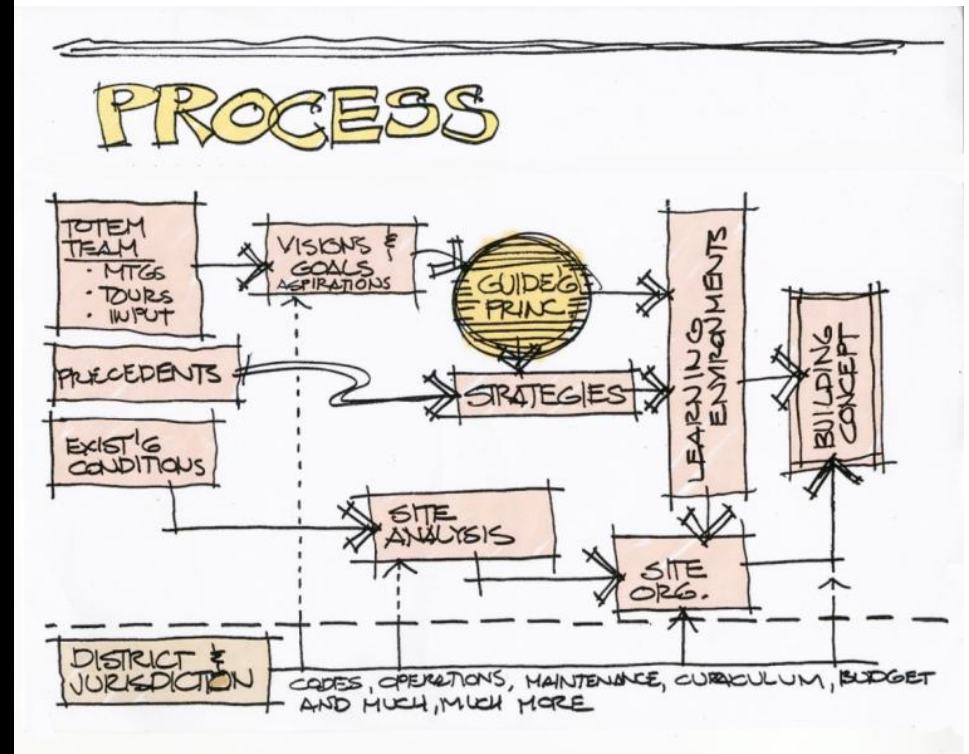 PROCESS
TOTEM
TEAM
· MTGS
· TOURS
· INPUT
VISIONS &
GOALS
ASPIRATIONS
GUID'G
PRINC.
PRECEDENTS
STRATEGIES
LEARNING
ENVIRONMENTS
BUILDING
CONCEPT
EXIST'G
CONDITIONS
SITE
ANALYSIS
SITE
ORG.
DISTRICT &
JURISDICTION
CODES, OPERATIONS, MAINTENANCE, CURRICULUM, BUDGET
AND MUCH, MUCH MORE